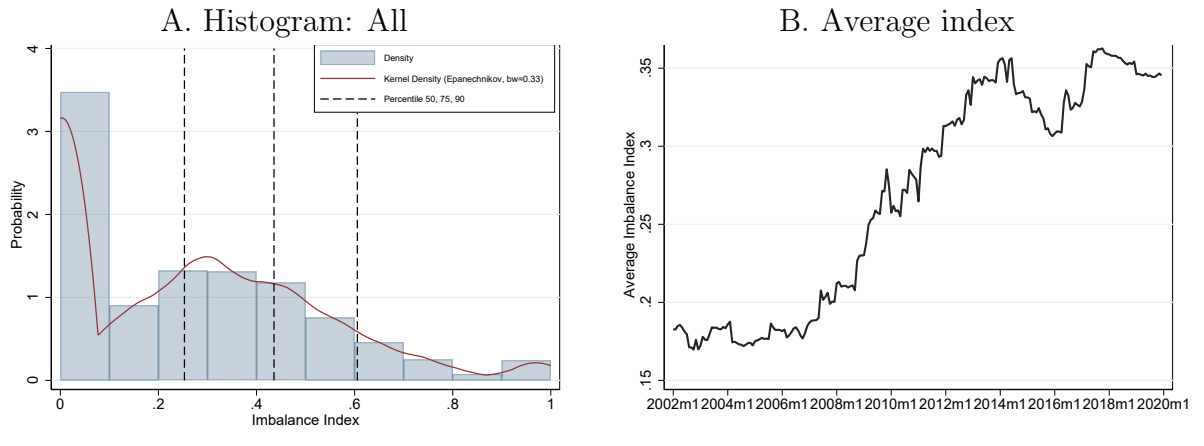 A. Histogram: All
4
3
2
1
0
Probability
Density
Kernel Density (Epanechnikov, bw=0.33)
Percentile 50, 75, 90
0 .2 .4 .6 .8 1
Imbalance Index
B. Average index
.35
.3
.25
.2
.15
Average Imbalance Index
2002m1 2004m1 2006m1 2008m1 2010m1 2012m1 2014m1 2016m1 2018m1 2020m1